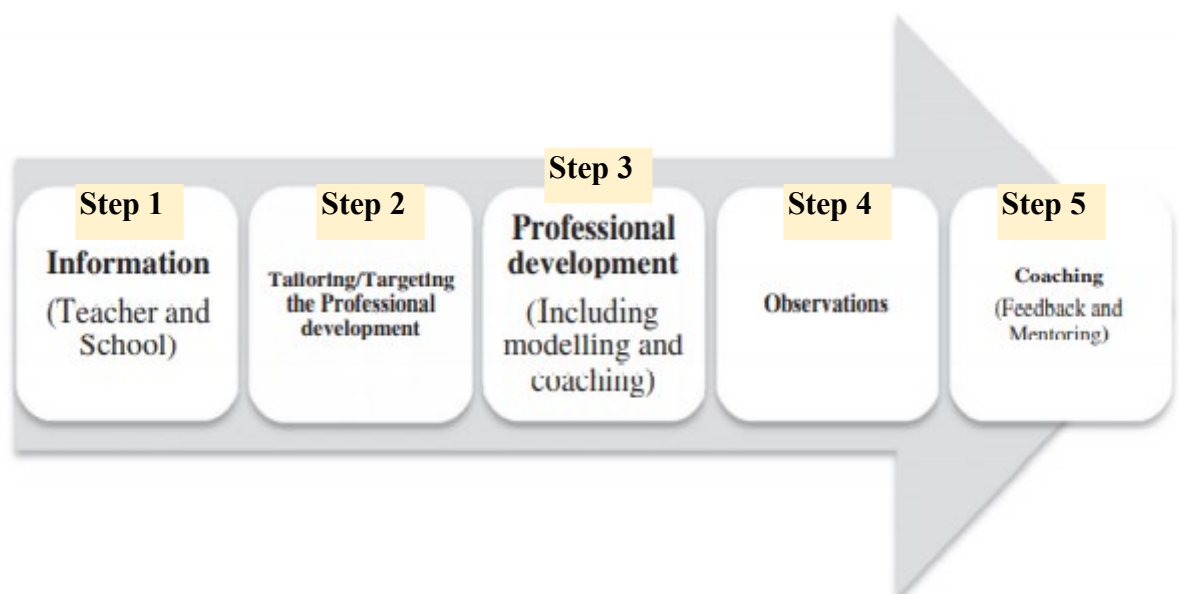 Step 1
Information
(Teacher and
School)
Step 2
Tailoring/Targeting
the Professional
development
Step 3
Professional
development
(Including
modelling and
coaching)
Step 4
Observations
Step 5
Coaching
(Feedback and
Mentoring)